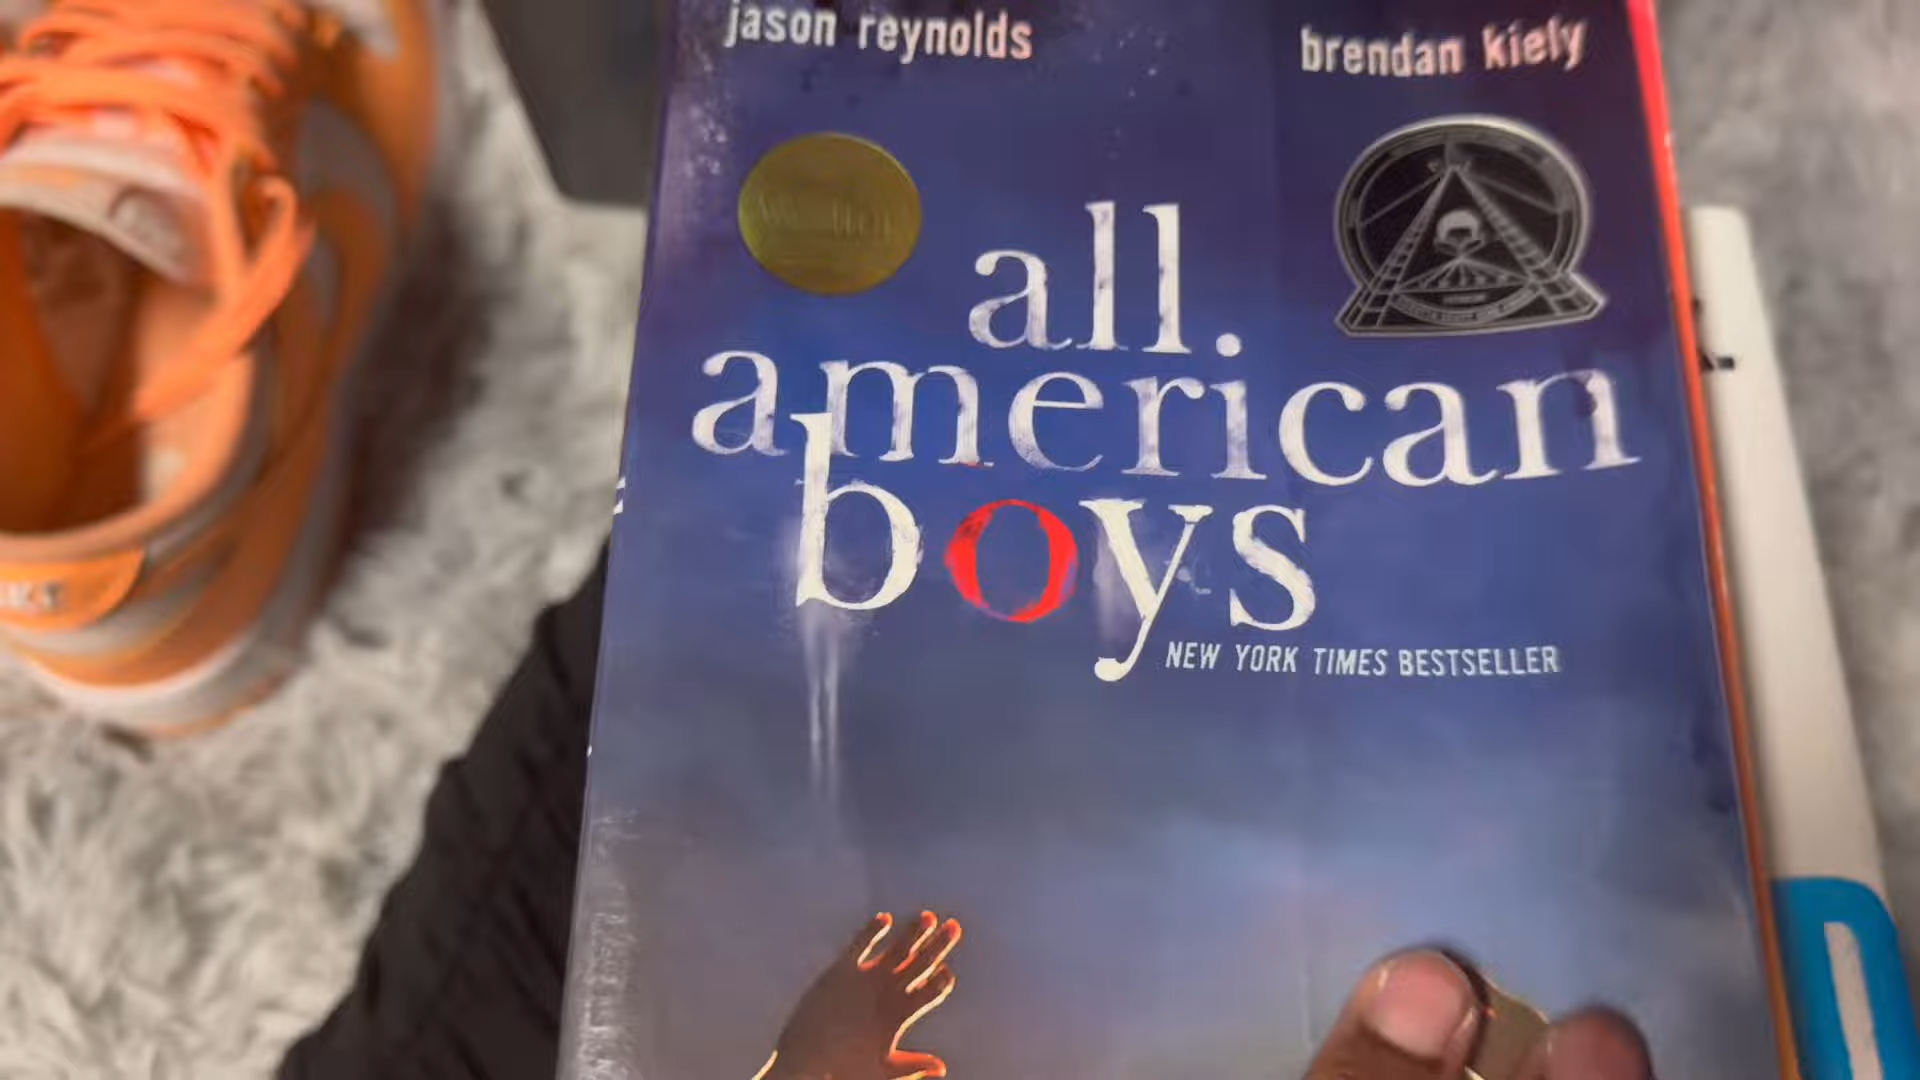 jason reynolds
brendan kiely
all
american
boys
NEW YORK TIMES BESTSELLER